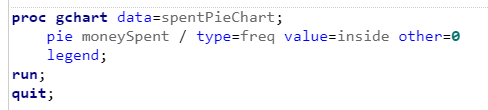 proc gchart data=spentPieChart;
pie moneySpent / type=freq value=inside other=0
legend;
run;
quit;